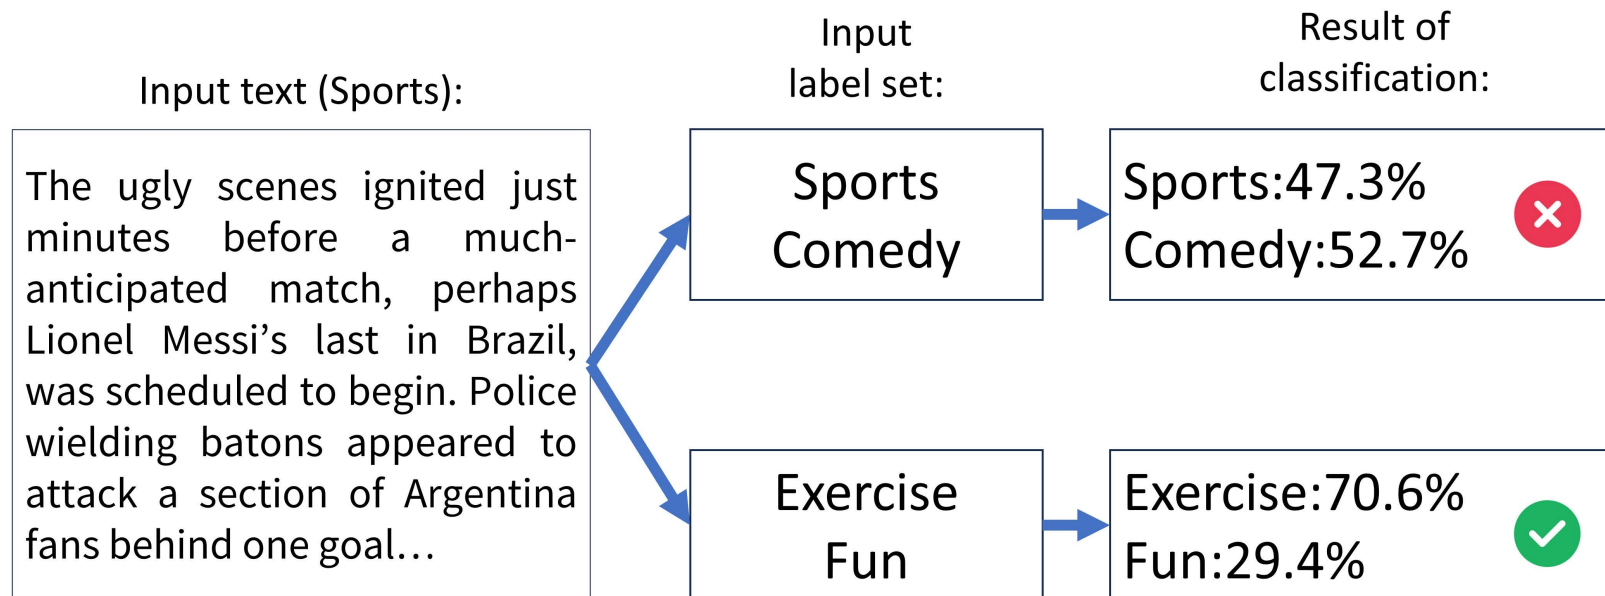 Input text (Sports):
The ugly scenes ignited just
minutes before a much-
anticipated match, perhaps
Lionel Messi’s last in Brazil,
was scheduled to begin. Police
wielding batons appeared to
attack a section of Argentina
fans behind one goal…
Input
label set:
Sports
Comedy
Exercise
Fun
Result of
classification:
Sports:47.3%
Comedy:52.7%
Exercise:70.6%
Fun:29.4%